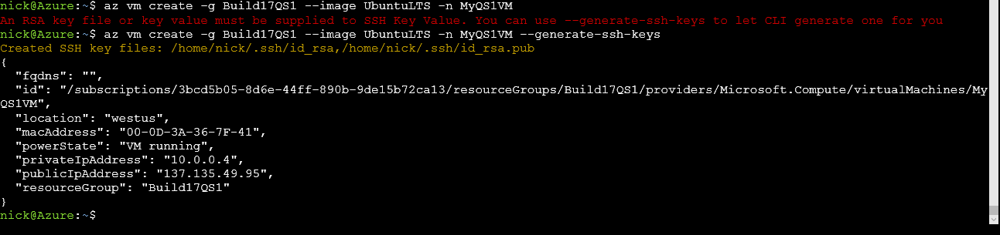 nick@Azure:~$ az vm create -g Build17QS1 --image UbuntuLTS -n MyQS1VM
An RSA key file or key value must be supplied to SSH Key Value. You can use --generate-ssh-keys to let CLI generate one for you
nick@Azure:~$ az vm create -g Build17QS1 --image UbuntuLTS -n MyQS1VM --generate-ssh-keys
Created SSH key files: /home/nick/.ssh/id_rsa,/home/nick/.ssh/id_rsa.pub
{
  "fqdns": "",
  "id": "/subscriptions/3bcd5b05-8d6e-44ff-890b-9de15b72ca13/resourceGroups/Build17QS1/providers/Microsoft.Compute/virtualMachines/My
QS1VM",
  "location": "westus",
  "macAddress": "00-0D-3A-36-7F-41",
  "powerState": "VM running",
  "privateIpAddress": "10.0.0.4",
  "publicIpAddress": "137.135.49.95",
  "resourceGroup": "Build17QS1"
}
nick@Azure:~$